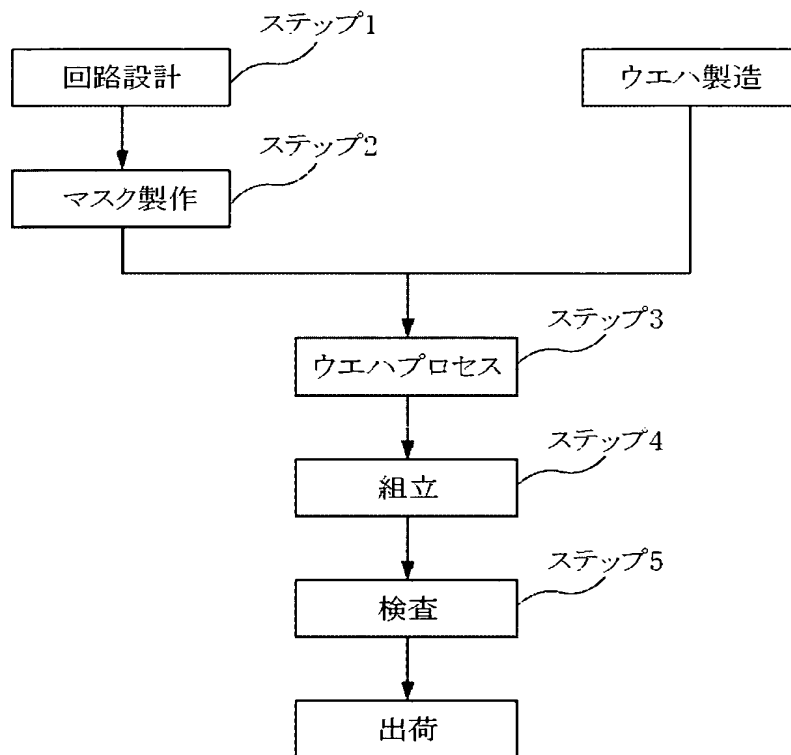 ステップ1
回路設計
ウエハ製造
ステップ2
マスク製作
ステップ3
ウエハプロセス
ステップ4
組立
ステップ5
検査
出荷